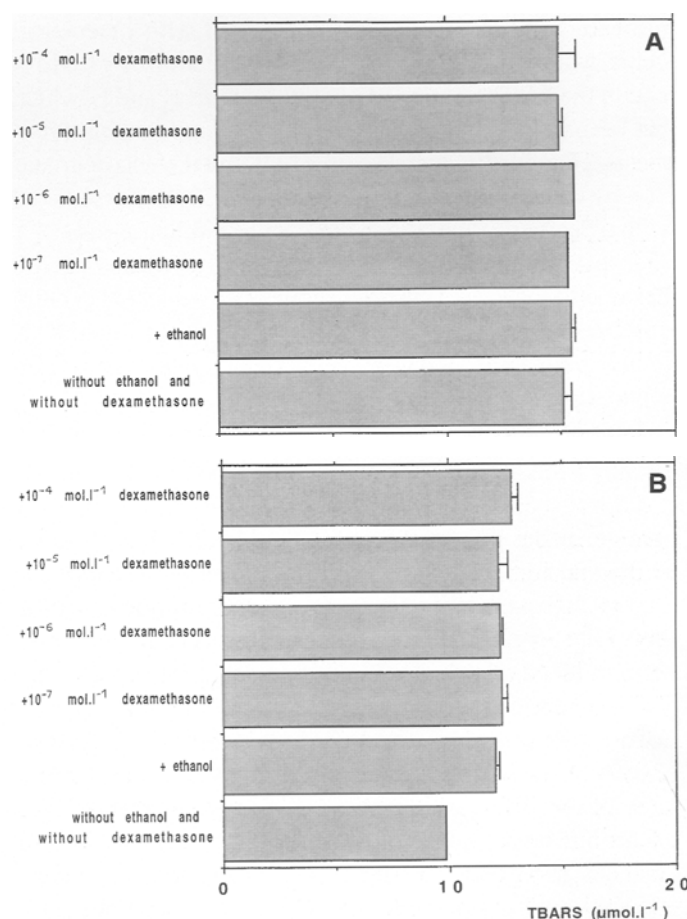 A
+10⁻⁴ mol.l⁻¹ dexamethasone
+10⁻⁵ mol.l⁻¹ dexamethasone
+10⁻⁶ mol.l⁻¹ dexamethasone
+10⁻⁷ mol.l⁻¹ dexamethasone
+ ethanol
without ethanol and
without dexamethasone
B
+10⁻⁴ mol.l⁻¹ dexamethasone
+10⁻⁵ mol.l⁻¹ dexamethasone
+10⁻⁶ mol.l⁻¹ dexamethasone
+10⁻⁷ mol.l⁻¹ dexamethasone
+ ethanol
without ethanol and
without dexamethasone
0 10 20
TBARS (µmol.l⁻¹)